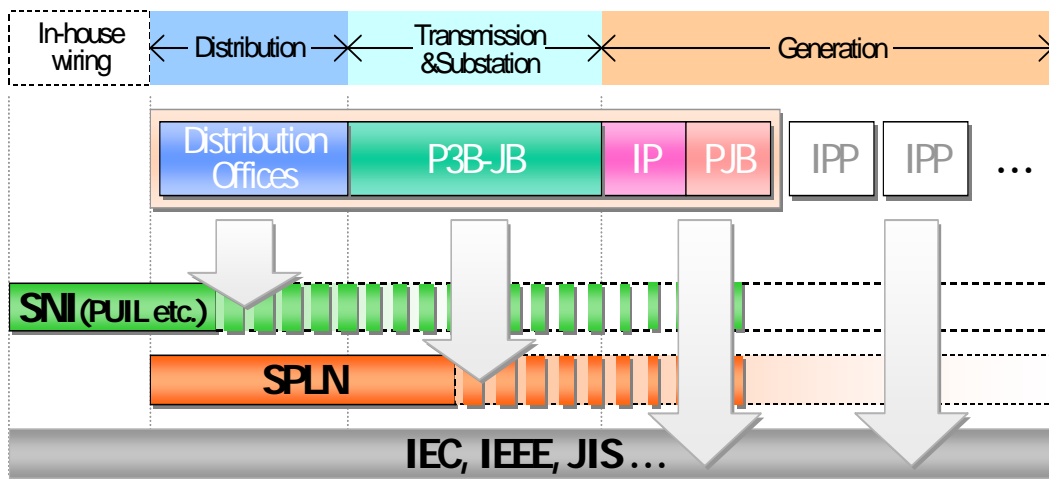 In-house
wiring
Distribution
Transmission
&Substation
Generation
Distribution
Offices
P3B-JB
IP
PJB
IPP
IPP
...
SNI (PUIL etc.)
SPLN
IEC, IEEE, JIS ...